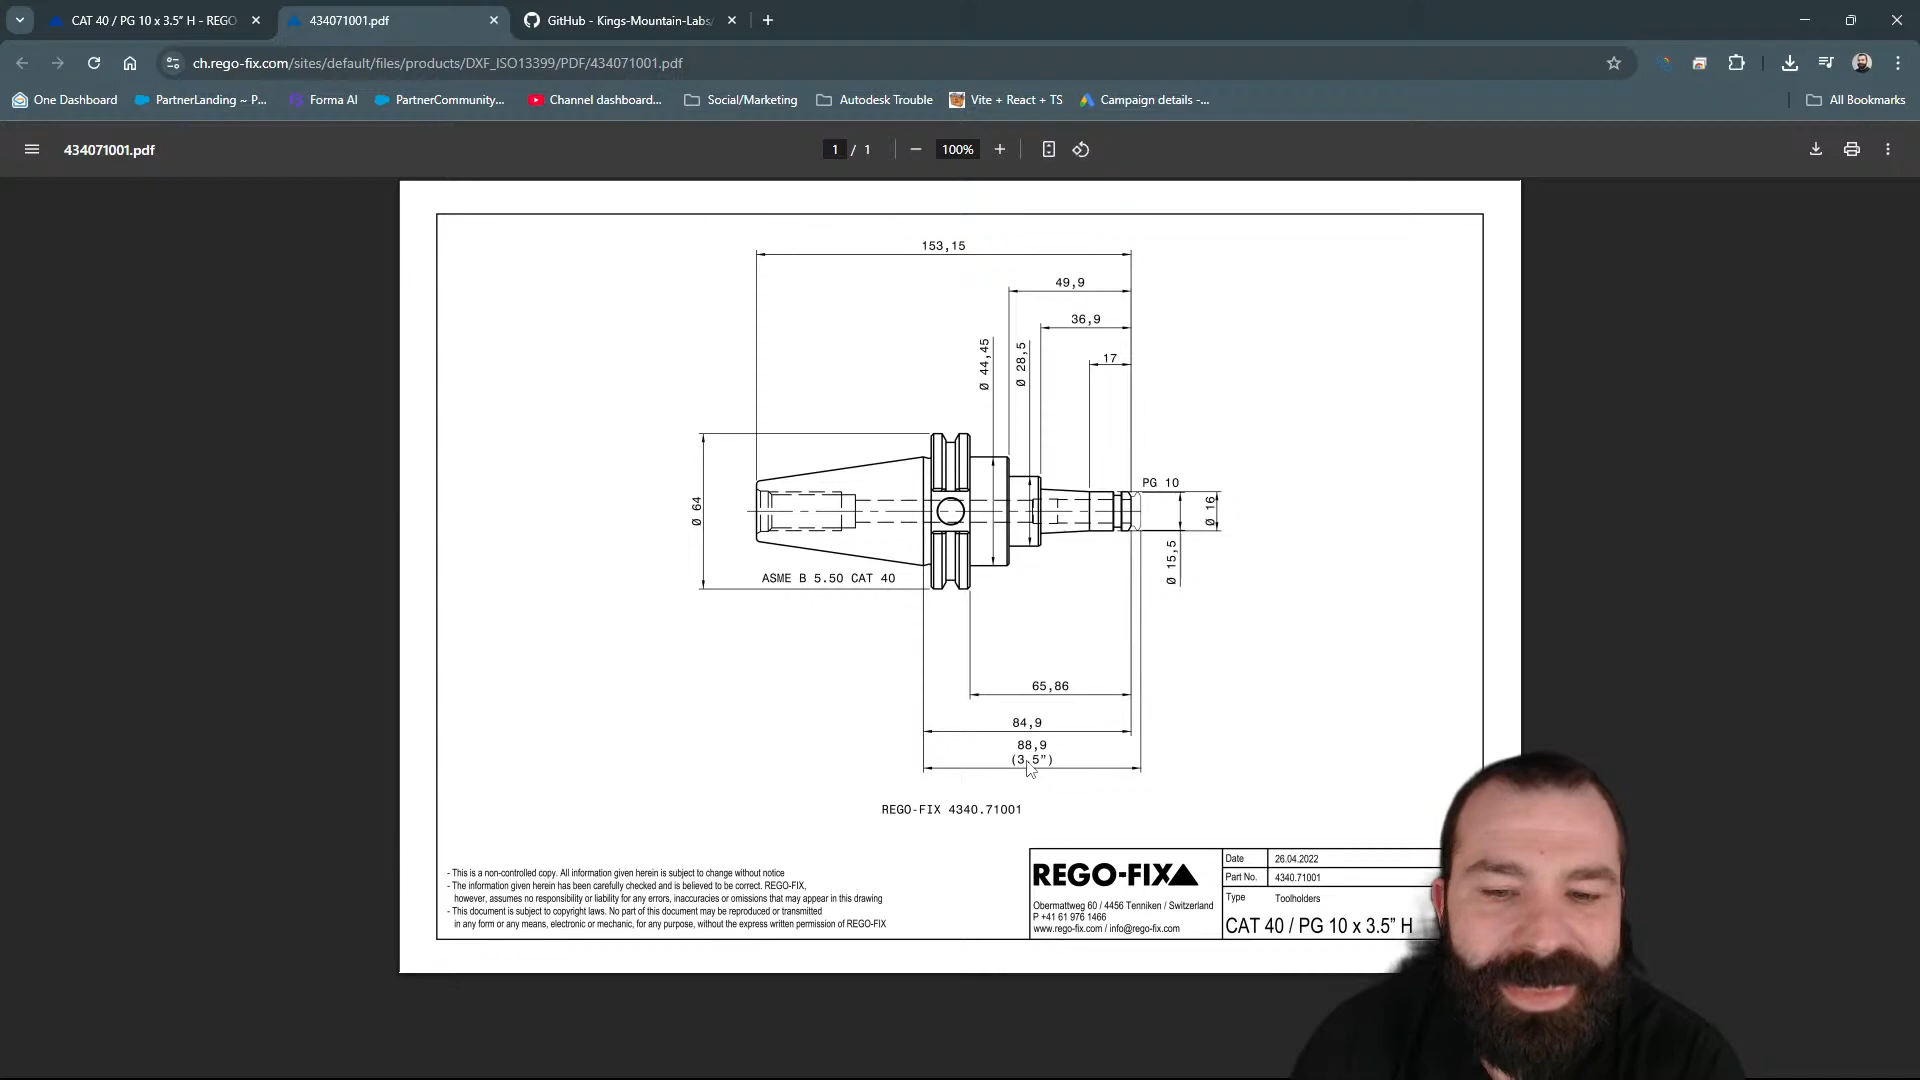 CAT 40 / PG 10 x 3.5” H - REGO
434071001.pdf
GitHub - Kings-Mountain-Labs/
ch.rego-fix.com/sites/default/files/products/DXF_ISO13399/PDF/434071001.pdf
One Dashboard
PartnerLanding ~ P...
Forma AI
PartnerCommunity...
Channel dashboard...
Social/Marketing
Autodesk Trouble
Vite + React + TS
Campaign details -...
All Bookmarks
434071001.pdf
1 / 1
100%
153,15
49,9
36,9
17
Ø 44,45
Ø 28,5
PG 10
Ø 64
Ø 16
Ø 15,5
ASME B 5.50 CAT 40
65,86
84,9
88,9
(3.5”)
REGO-FIX 4340.71001
- This is a non-controlled copy. All information given herein is subject to change without notice
- The information given herein has been carefully checked and is believed to be correct. REGO-FIX,
however, assumes no responsibility or liability for any errors, inaccuracies or omissions that may appear in this drawing
- This document is subject to copyright laws. No part of this document may be reproduced or transmitted
in any form or any means, electronic or mechanic, for any purpose, without the express written permission of REGO-FIX
REGO-FIX
Obermattweg 60 / 4456 Tenniken / Switzerland
P +41 61 976 1466
www.rego-fix.com / info@rego-fix.com
Date 26.04.2022
Part No. 4340.71001
Type Toolholders
CAT 40 / PG 10 x 3.5” H